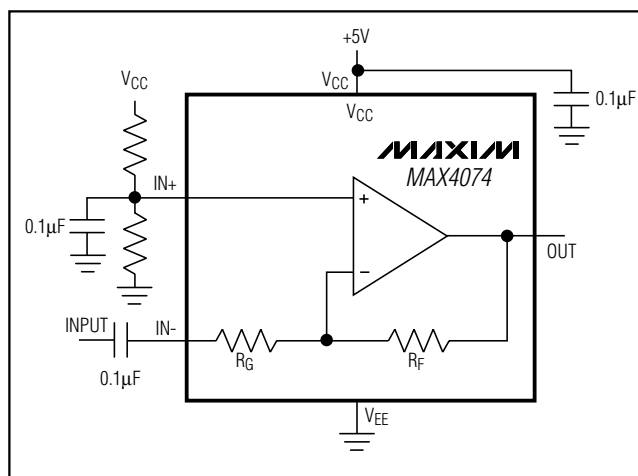 +5V
VCC
VCC
VCC
0.1µF
MAXIM
MAX4074
IN+
+
0.1µF
−
OUT
INPUT
IN-
RG
RF
0.1µF
VEE